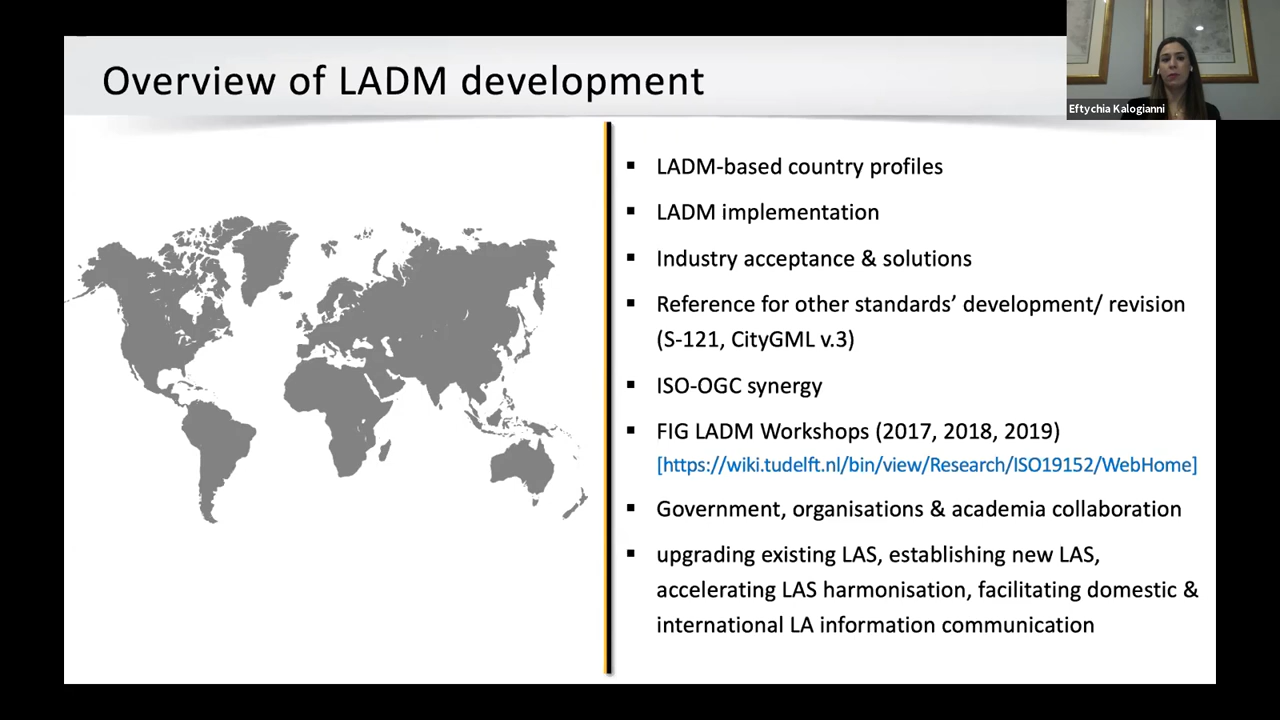 Overview of LADM development
Eftychia Kalogianni
▪ LADM-based country profiles
▪ LADM implementation
▪ Industry acceptance & solutions
▪ Reference for other standards’ development/ revision
(S-121, CityGML v.3)
▪ ISO-OGC synergy
▪ FIG LADM Workshops (2017, 2018, 2019)
[https://wiki.tudelft.nl/bin/view/Research/ISO19152/WebHome]
▪ Government, organisations & academia collaboration
▪ upgrading existing LAS, establishing new LAS,
accelerating LAS harmonisation, facilitating domestic &
international LA information communication